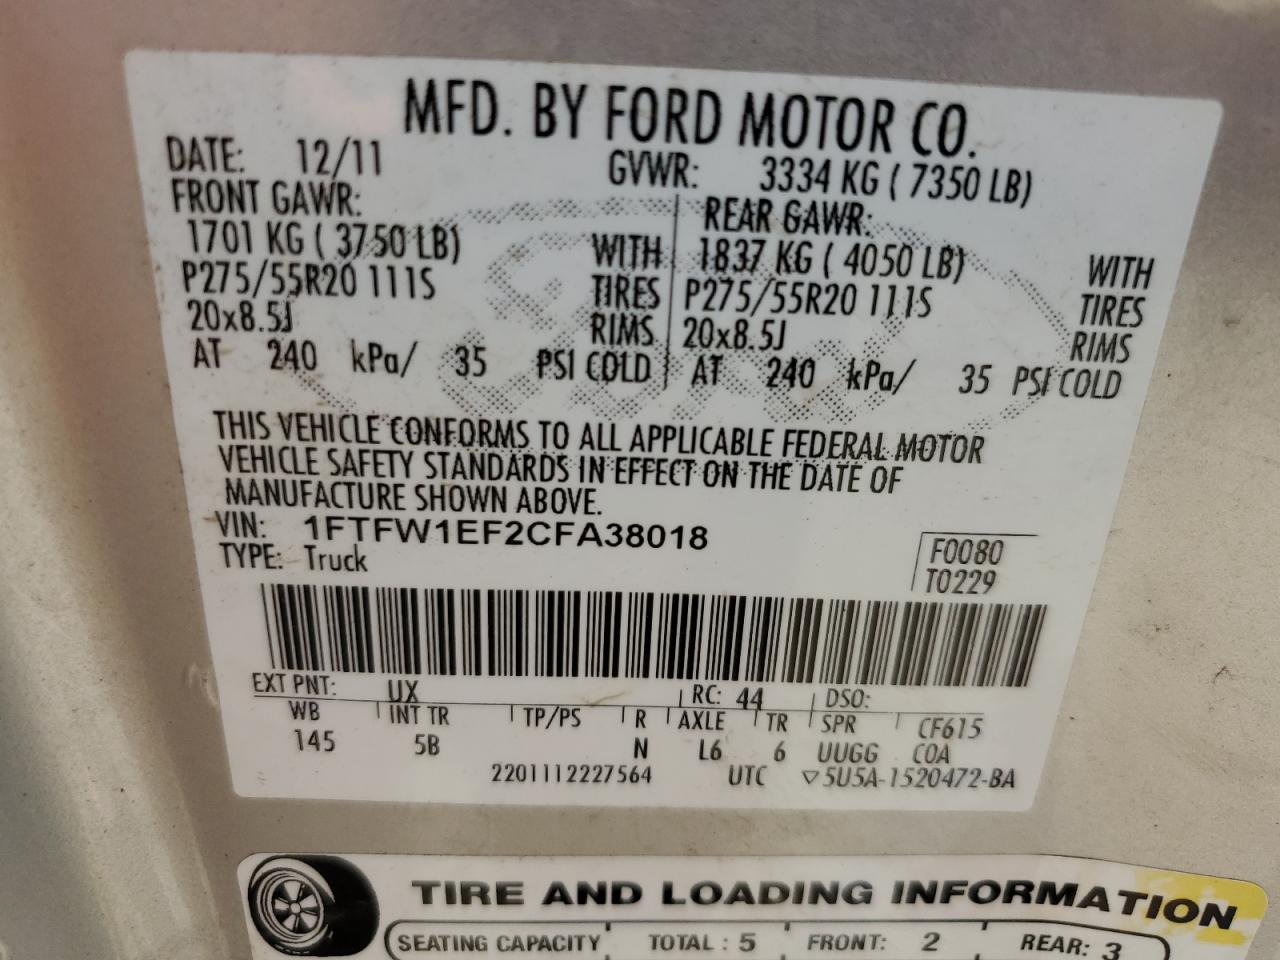 MFD. BY FORD MOTOR CO.
DATE: 12/11 GVWR: 3334 KG ( 7350 LB)
FRONT GAWR: REAR GAWR:
1701 KG ( 3750 LB) WITH 1837 KG ( 4050 LB) WITH
P275/55R20 111S TIRES P275/55R20 111S TIRES
20x8.5J RIMS 20x8.5J RIMS
AT 240 kPa/ 35 PSI COLD AT 240 kPa/ 35 PSI COLD
THIS VEHICLE CONFORMS TO ALL APPLICABLE FEDERAL MOTOR
VEHICLE SAFETY STANDARDS IN EFFECT ON THE DATE OF
MANUFACTURE SHOWN ABOVE.
VIN: 1FTFW1EF2CFA38018
TYPE: Truck
F0080
T0229
EXT PNT: UX RC: 44 DSO:
WB INT TR TP/PS R AXLE TR SPR CF615
145 5B N L6 6 UUGG COA
2201112227564 UTC ▽5U5A-1520472-BA
TIRE AND LOADING INFORMATION
SEATING CAPACITY TOTAL : 5 FRONT: 2 REAR: 3